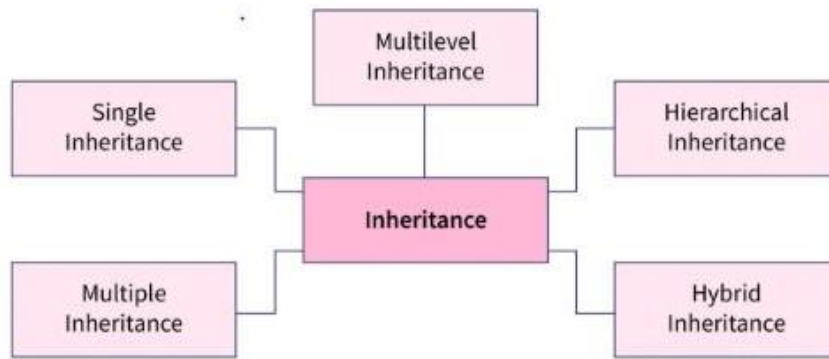 Multilevel
Inheritance
Single
Inheritance
Hierarchical
Inheritance
Inheritance
Multiple
Inheritance
Hybrid
Inheritance